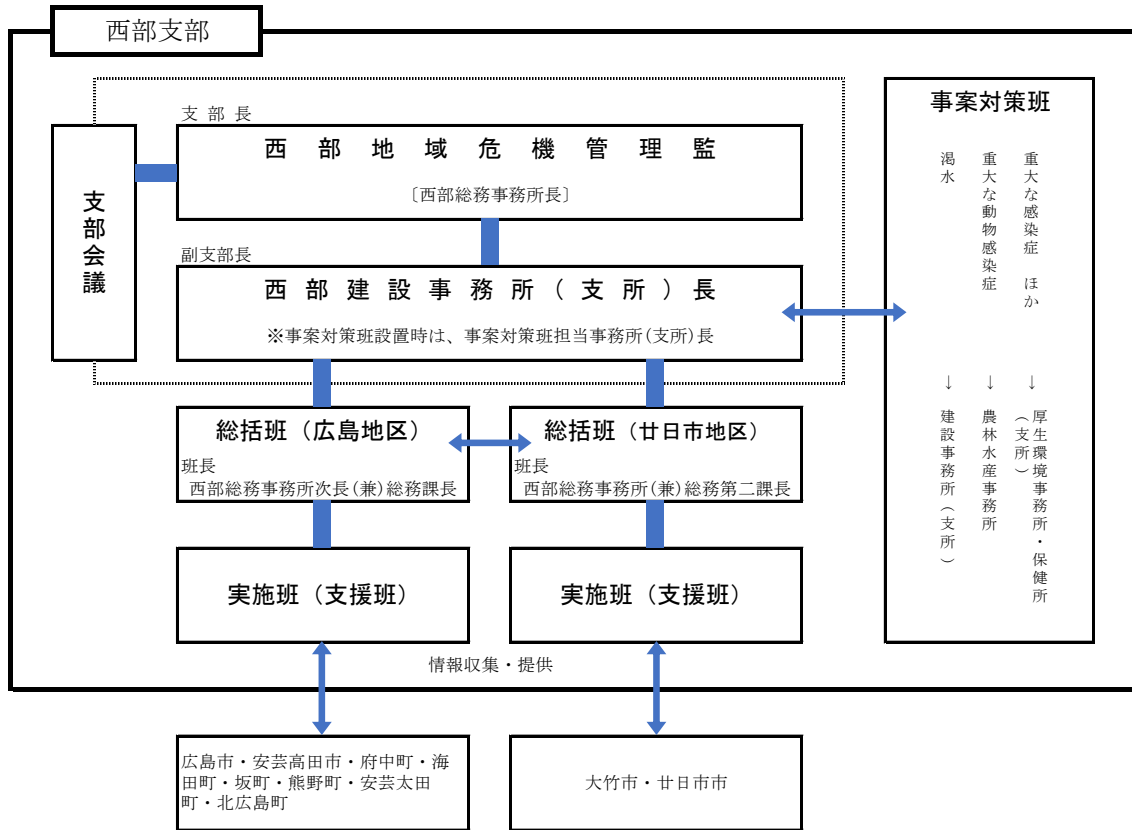 西部支部
支部長
西部地域危機管理監
〔西部総務事務所長〕
支部会議
副支部長
西部建設事務所(支所)長
※事案対策班設置時は、事案対策班担当事務所(支所)長
総括班（広島地区）
班長
西部総務事務所次長(兼)総務課長
総括班（廿日市地区）
班長
西部総務事務所(兼)総務第二課長
実施班（支援班）
実施班（支援班）
情報収集・提供
広島市・安芸高田市・府中町・海
田町・坂町・熊野町・安芸太田
町・北広島町
大竹市・廿日市市
事案対策班
重大な感染症　ほか　→　厚生環境事務所・保健所
（支所）
重大な動物感染症　→　農林水産事務所
渇水　→　建設事務所（支所）